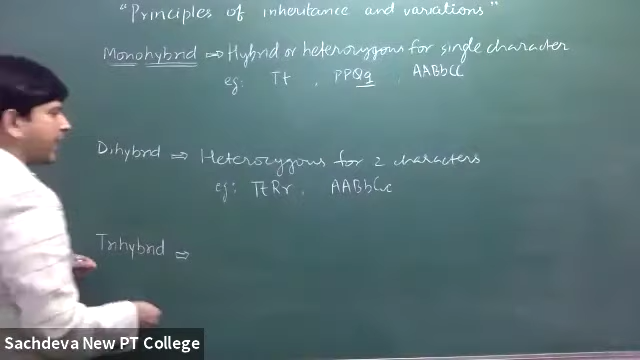 "Principles of inheritance and variations"
Monohybrid ⇒ Hybrid or heterozygous for single character
eg: Tt , PPQq , AABbCC
Dihybrid ⇒ Heterozygous for 2 characters
eg: TtRr , AABbCc
Trihybrid ⇒
Sachdeva New PT College